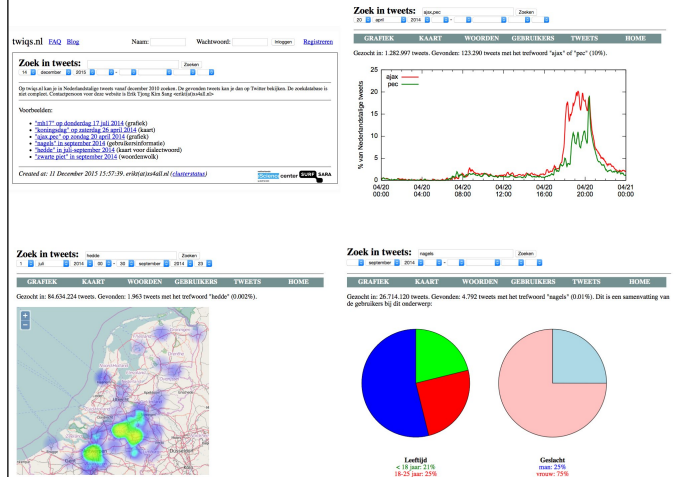 twiqs.nl FAQ Blog Naam: Wachtwoord: Inloggen Registreren
Zoek in tweets: Zoeken
14 december 2015 -
Op twiqs.nl kan je in Nederlandstalige tweets vanaf december 2010 zoeken. De gevonden tweets kan je dan op Twitter bekijken. De zoekdatabase is
niet compleet. Contactpersoon voor deze website is Erik Tjong Kim Sang <erikt(at)xs4all.nl>
Voorbeelden:
"mh17" op donderdag 17 juli 2014 (grafiek)
"koningsdag" op zaterdag 26 april 2014 (kaart)
"ajax,pec" op zondag 20 april 2014 (grafiek)
"nagels" in september 2014 (gebruikersinformatie)
"hedde" in juli-september 2014 (kaart voor dialectwoord)
"zwarte piet" in september 2014 (woordenwolk)
Created at: 11 December 2015 15:57:39. erikt(at)xs4all.nl (clusterstatus)
eScience center SURF SARA
Zoek in tweets: ajax,pec Zoeken
20 april 2014 -
GRAFIEK KAART WOORDEN GEBRUIKERS TWEETS HOME
Gezocht in: 1.282.997 tweets. Gevonden: 123.290 tweets met het trefwoord "ajax" of "pec" (10%).
% van Nederlandstalige tweets
25
20
15
10
5
0
ajax
pec
04/20 04/20 04/20 04/20 04/20 04/20 04/21
00:00 04:00 08:00 12:00 16:00 20:00 00:00
Zoek in tweets: hedde Zoeken
1 juli 2014 00 - 30 september 2014 23
GRAFIEK KAART WOORDEN GEBRUIKERS TWEETS HOME
Gezocht in: 84.634.224 tweets. Gevonden: 1.963 tweets met het trefwoord "hedde" (0.002%).
+
−
Zoek in tweets: nagels Zoeken
september 2014 -
GRAFIEK KAART WOORDEN GEBRUIKERS TWEETS HOME
Gezocht in: 26.714.120 tweets. Gevonden: 4.792 tweets met het trefwoord "nagels" (0.01%). Dit is een samenvatting van
de gebruikers bij dit onderwerp:
Leeftijd
< 18 jaar: 21%
18-25 jaar: 25%
Geslacht
man: 25%
vrouw: 75%